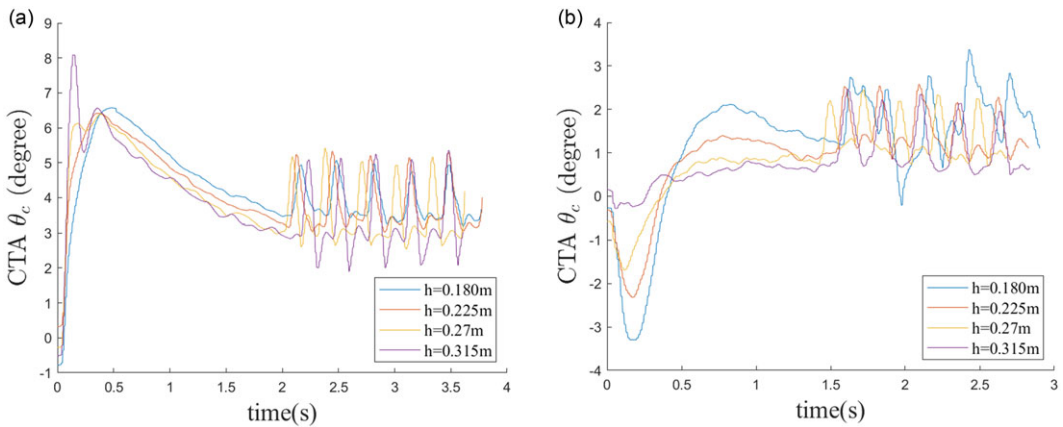 (a)
9
8
7
6
5
4
3
2
1
0
-1
CTA θc (degree)
0 0.5 1 1.5 2 2.5 3 3.5 4
time(s)
h=0.180m
h=0.225m
h=0.27m
h=0.315m
(b)
4
3
2
1
0
-1
-2
-3
-4
CTA θc (degree)
0 0.5 1 1.5 2 2.5 3
time(s)
h=0.180m
h=0.225m
h=0.27m
h=0.315m